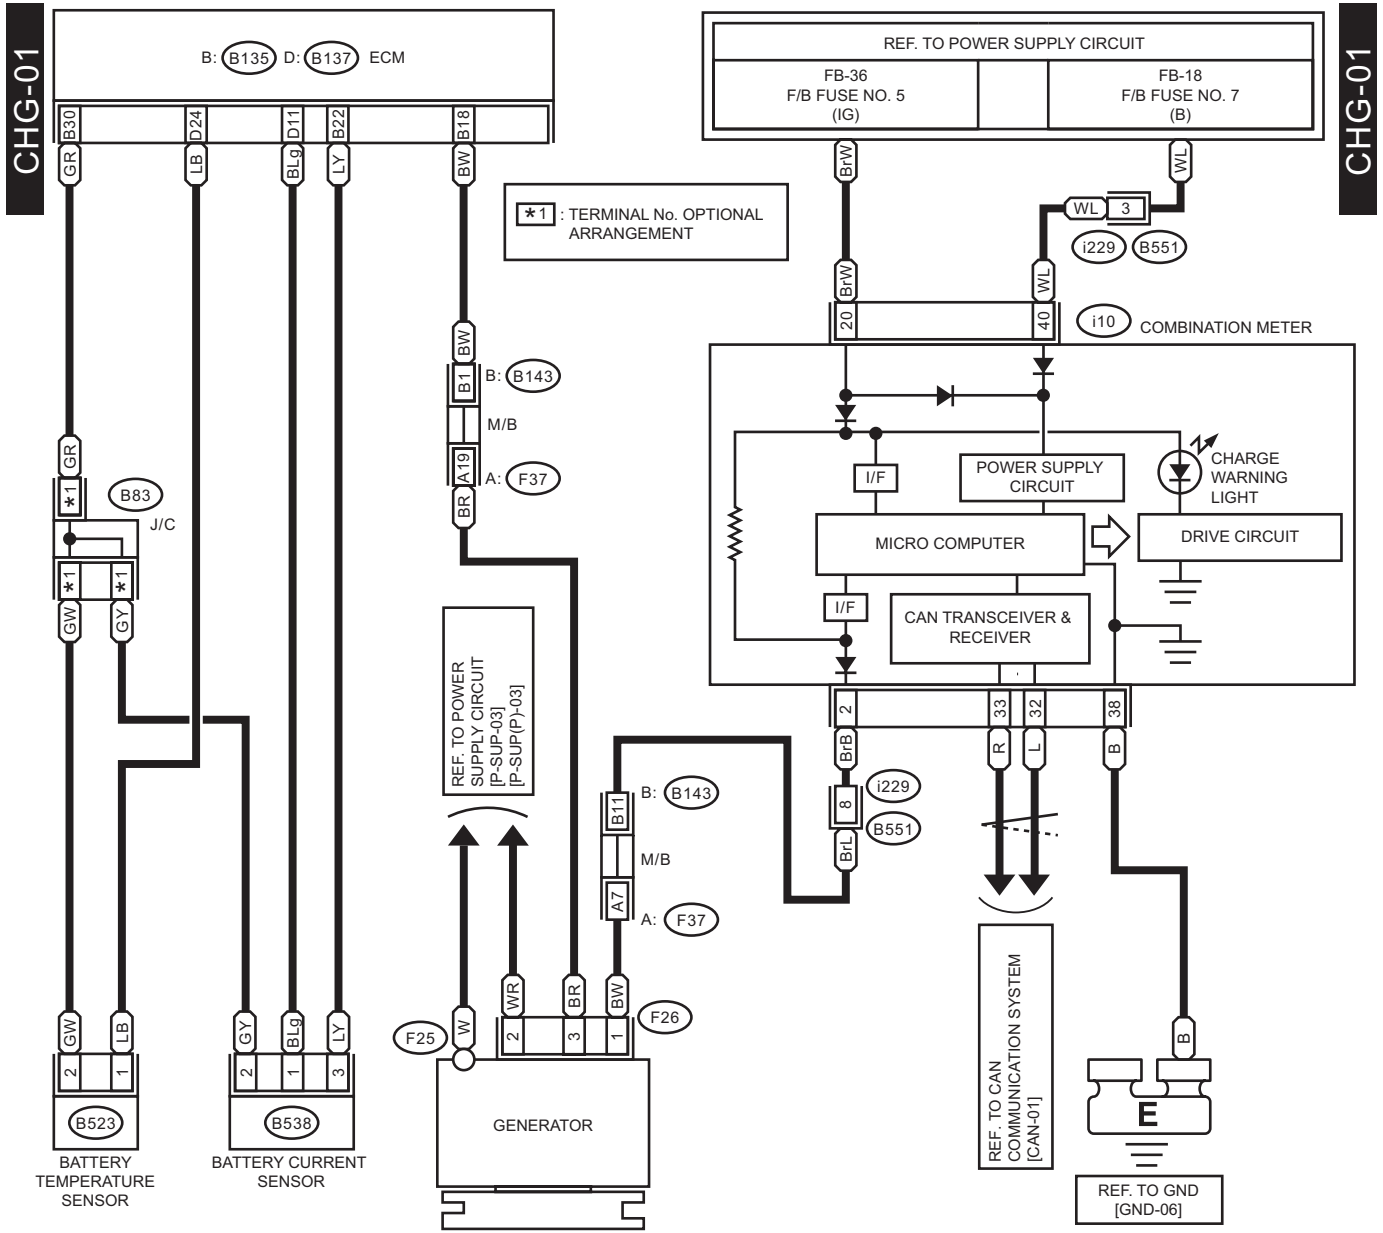 CHG-01
CHG-01
B: B135 D: B137 ECM
B30
D24
D11
B22
B18
GR
LB
BLg
LY
BW
REF. TO POWER SUPPLY CIRCUIT
FB-36
F/B FUSE NO. 5
(IG)
FB-18
F/B FUSE NO. 7
(B)
BrW
WL
WL
3
i229
B551
*1 : TERMINAL No. OPTIONAL
ARRANGEMENT
BrW
WL
20
40
i10
COMBINATION METER
BW
B1
B: B143
M/B
A19
A: F37
BR
GR
*1
B83
J/C
*1
*1
GW
GY
I/F
POWER SUPPLY
CIRCUIT
CHARGE
WARNING
LIGHT
MICRO COMPUTER
DRIVE CIRCUIT
I/F
CAN TRANSCEIVER &
RECEIVER
2
33
32
38
BrB
R
L
B
8
i229
B551
BrL
REF. TO POWER
SUPPLY CIRCUIT
[P-SUP-03]
[P-SUP(P)-03]
B11
B: B143
M/B
A7
A: F37
REF. TO CAN
COMMUNICATION SYSTEM
[CAN-01]
GW
LB
GY
BLg
LY
W
WR
BR
BW
B
F25
F26
2
1
2
1
3
2
3
1
B523
B538
GENERATOR
E
BATTERY
TEMPERATURE
SENSOR
BATTERY CURRENT
SENSOR
REF. TO GND
[GND-06]